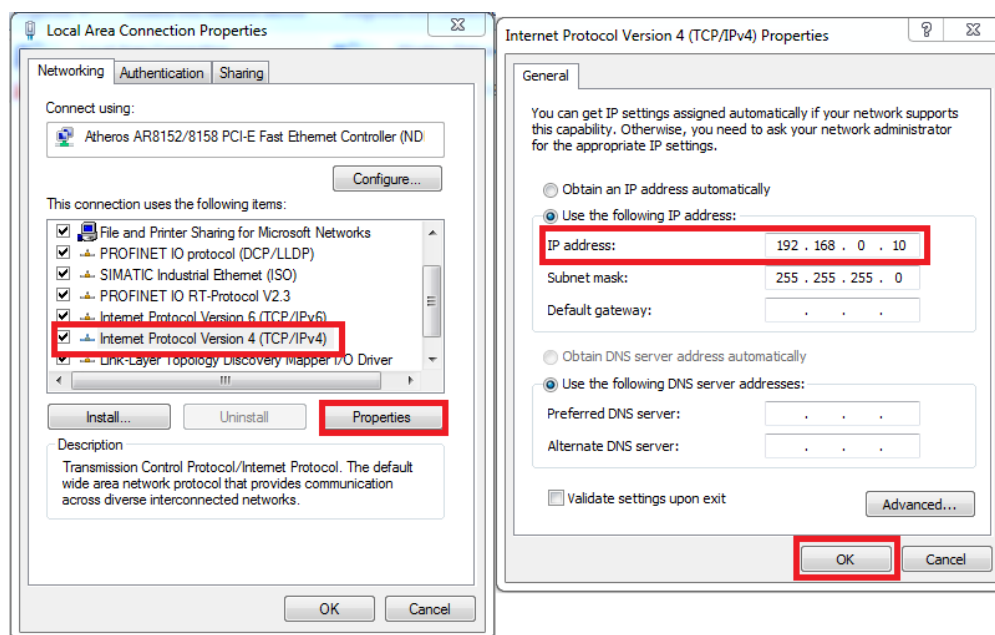 Local Area Connection Properties
Networking
Authentication
Sharing
Connect using:
Atheros AR8152/8158 PCI-E Fast Ethernet Controller (NDI
Configure...
This connection uses the following items:
File and Printer Sharing for Microsoft Networks
PROFINET IO protocol (DCP/LLDP)
SIMATIC Industrial Ethernet (ISO)
PROFINET IO RT-Protocol V2.3
Internet Protocol Version 6 (TCP/IPv6)
Internet Protocol Version 4 (TCP/IPv4)
Link-Layer Topology Discovery Mapper I/O Driver
Install...
Uninstall
Properties
Description
Transmission Control Protocol/Internet Protocol. The default
wide area network protocol that provides communication
across diverse interconnected networks.
OK
Cancel
Internet Protocol Version 4 (TCP/IPv4) Properties
General
You can get IP settings assigned automatically if your network supports
this capability. Otherwise, you need to ask your network administrator
for the appropriate IP settings.
Obtain an IP address automatically
Use the following IP address:
IP address: 192 . 168 . 0 . 10
Subnet mask: 255 . 255 . 255 . 0
Default gateway: . . .
Obtain DNS server address automatically
Use the following DNS server addresses:
Preferred DNS server: . . .
Alternate DNS server: . . .
Validate settings upon exit
Advanced...
OK
Cancel